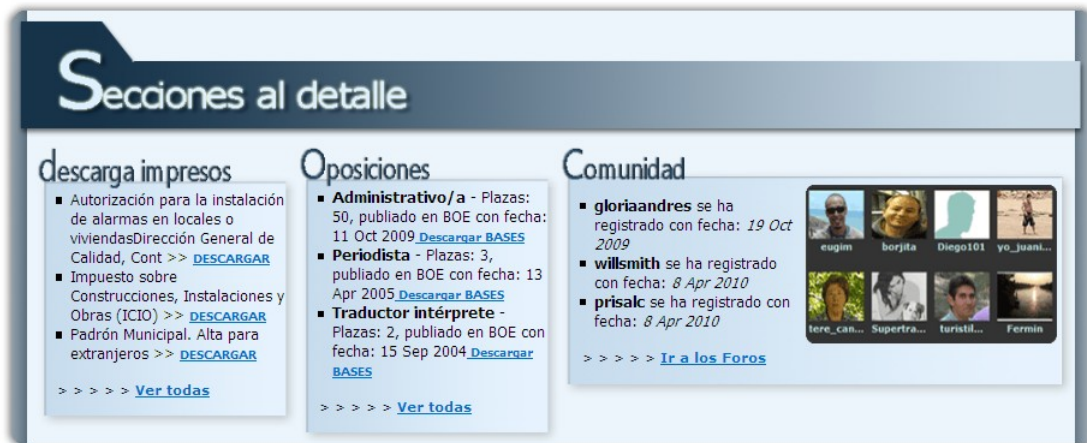 Secciones al detalle
descarga impresos
Autorización para la instalación
de alarmas en locales o
viviendasDirección General de
Calidad, Cont >> DESCARGAR
Impuesto sobre
Construcciones, Instalaciones y
Obras (ICIO) >> DESCARGAR
Padrón Municipal. Alta para
extranjeros >> DESCARGAR
> > > > > Ver todas
Oposiciones
Administrativo/a - Plazas:
50, publiado en BOE con fecha:
11 Oct 2009 Descargar BASES
Periodista - Plazas: 3,
publiado en BOE con fecha: 13
Apr 2005 Descargar BASES
Traductor intérprete -
Plazas: 2, publiado en BOE con
fecha: 15 Sep 2004 Descargar
BASES
> > > > > Ver todas
Comunidad
gloriaandres se ha
registrado con fecha: 19 Oct
2009
willsmith se ha registrado
con fecha: 8 Apr 2010
prisalc se ha registrado con
fecha: 8 Apr 2010
> > > > > Ir a los Foros
eugim borjita Diego101 yo_juani...
tere_can... Supertra... turistil... Fermin